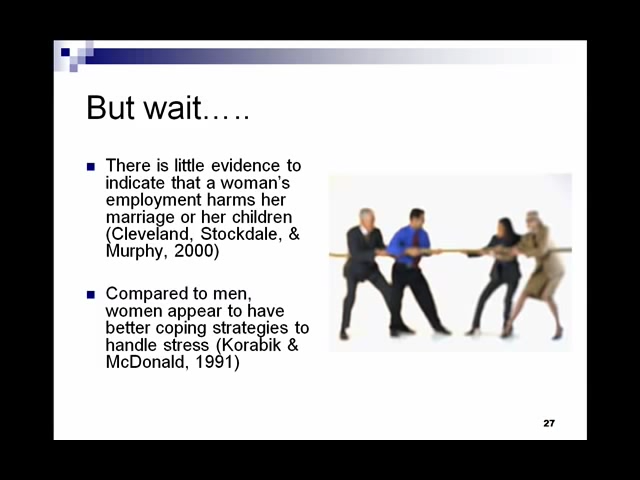 But wait…..
There is little evidence to
indicate that a woman's
employment harms her
marriage or her children
(Cleveland, Stockdale, &
Murphy, 2000)
Compared to men,
women appear to have
better coping strategies to
handle stress (Korabik &
McDonald, 1991)
27